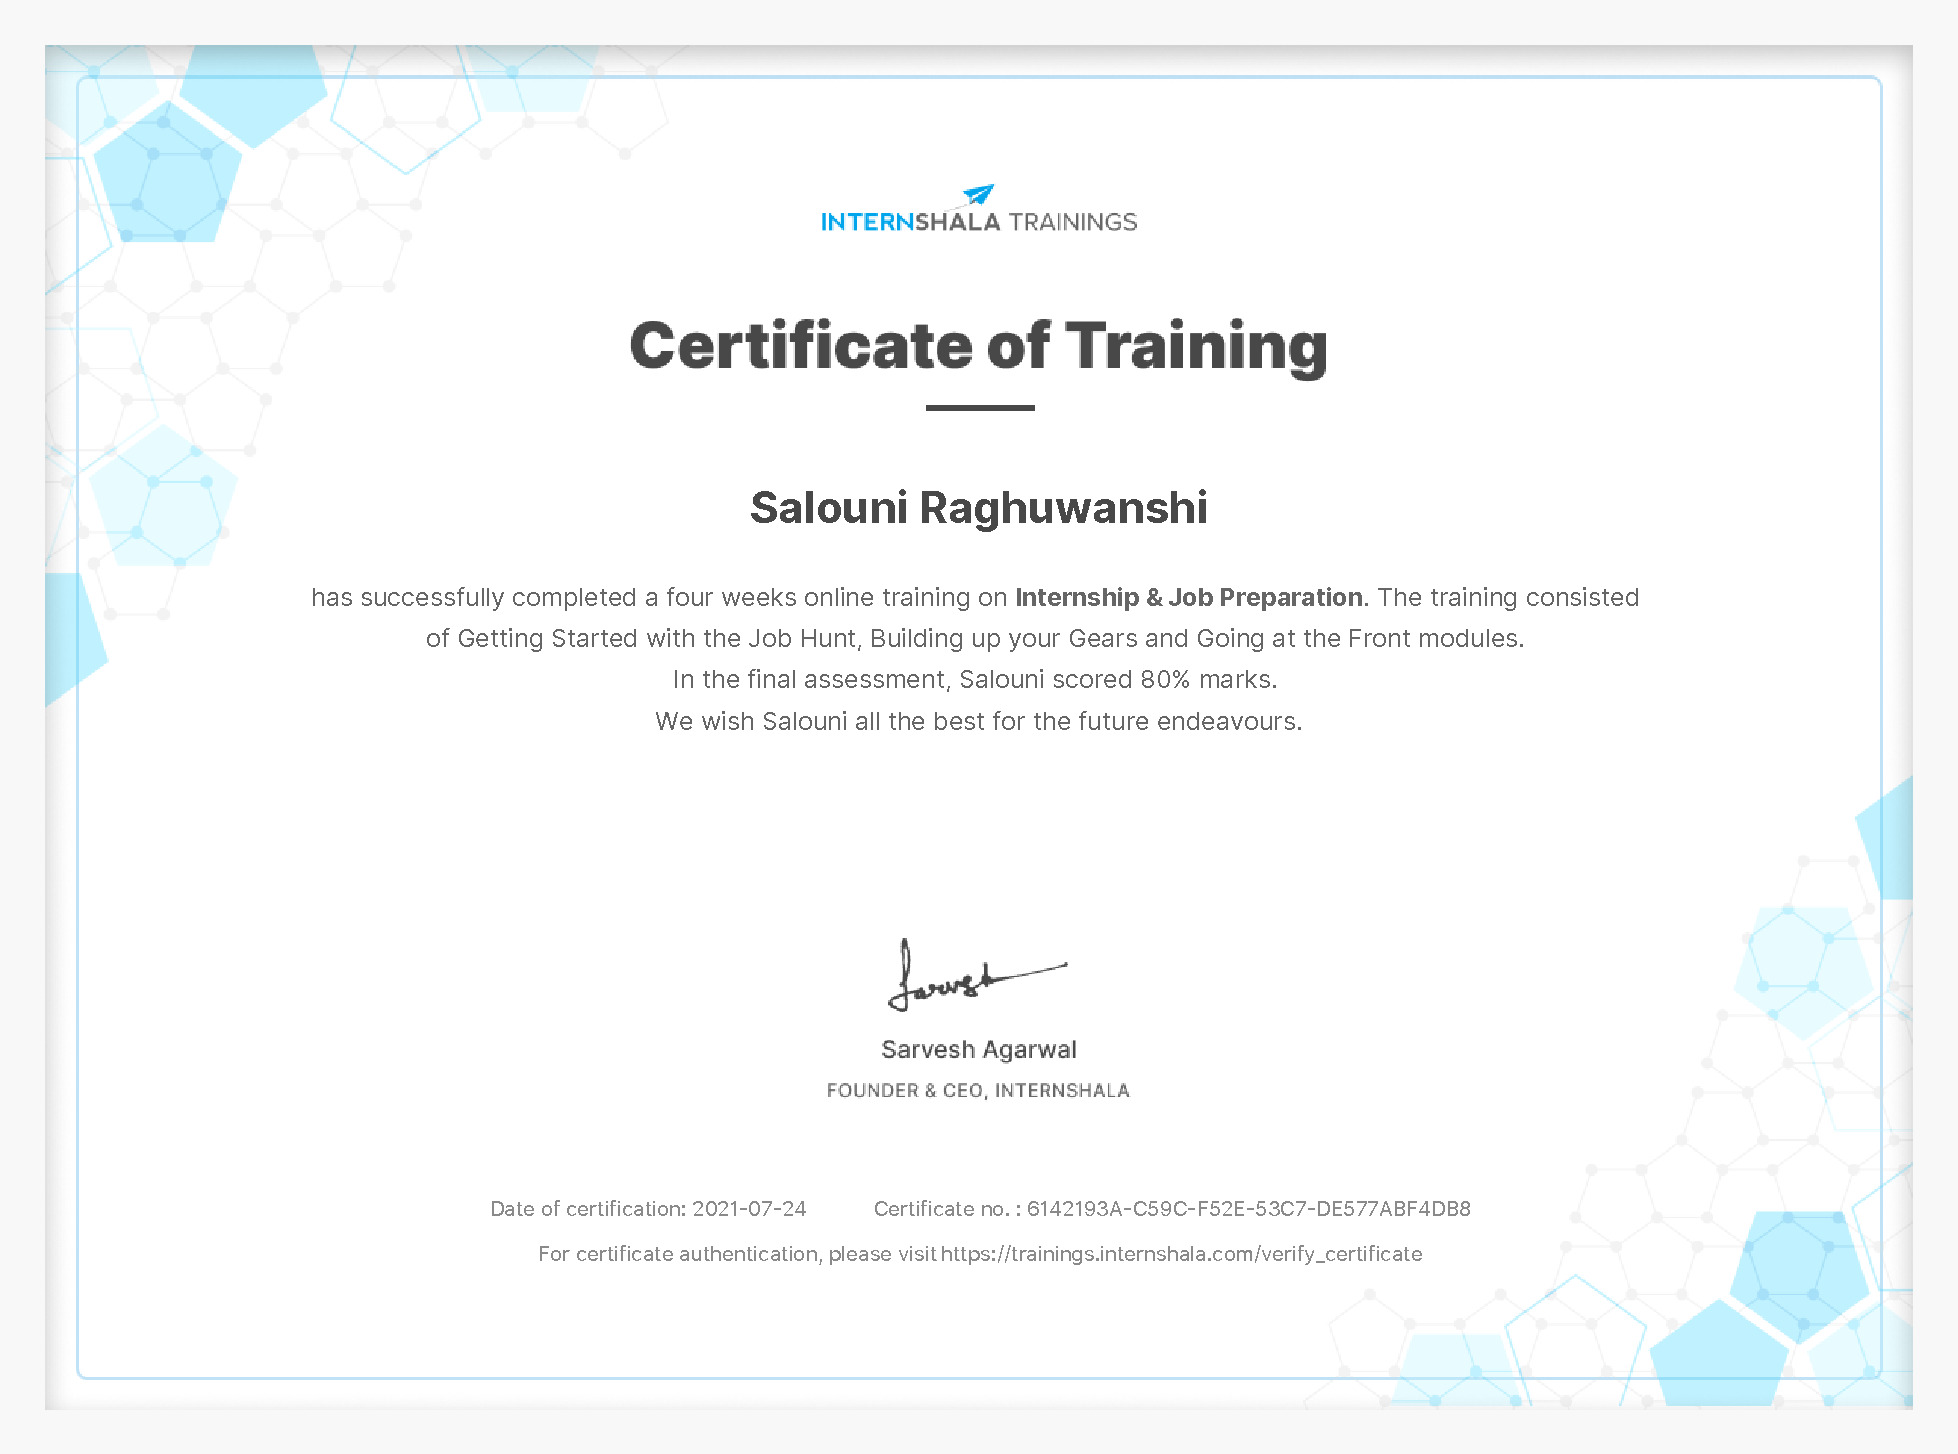 INTERNSHALA TRAININGS
Certificate of Training
Salouni Raghuwanshi
has successfully completed a four weeks online training on Internship & Job Preparation. The training consisted
of Getting Started with the Job Hunt, Building up your Gears and Going at the Front modules.
In the final assessment, Salouni scored 80% marks.
We wish Salouni all the best for the future endeavours.
Sarvesh
Sarvesh Agarwal
FOUNDER & CEO, INTERNSHALA
Date of certification: 2021-07-24 Certificate no. : 6142193A-C59C-F52E-53C7-DE577ABF4DB8
For certificate authentication, please visit https://trainings.internshala.com/verify_certificate